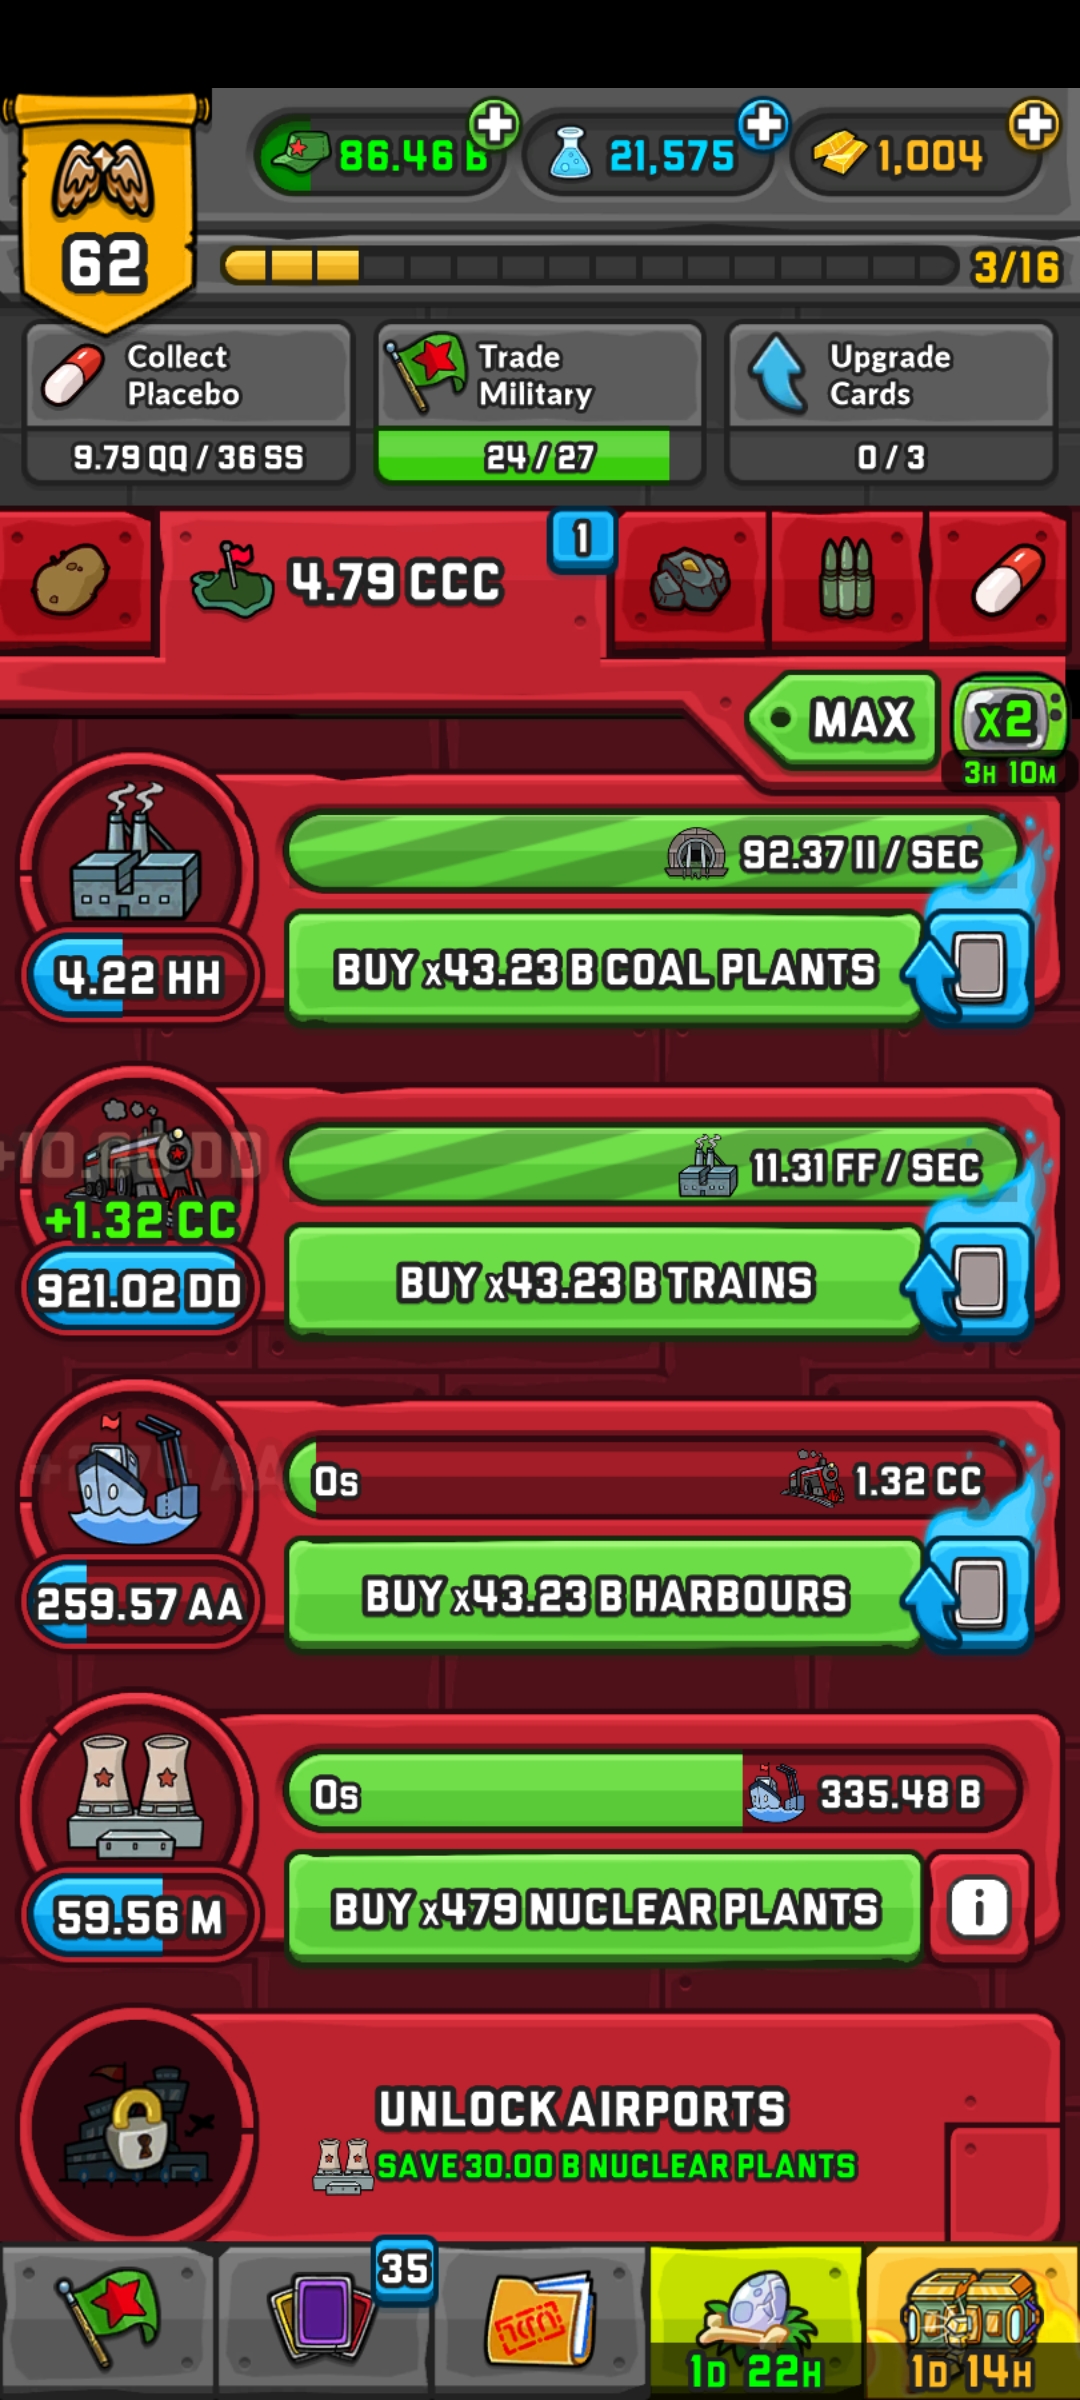 86.46 B
21,575
1,004
62
3/16
Collect
Placebo
9.79 QQ / 36 SS
Trade
Military
24 / 27
Upgrade
Cards
0 / 3
4.79 CCC
1
MAX
x2
3H 10M
92.37 II / SEC
4.22 HH
BUY x43.23 B COAL PLANTS
11.31 FF / SEC
+1.32 CC
921.02 DD
BUY x43.23 B TRAINS
0s
1.32 CC
259.57 AA
BUY x43.23 B HARBOURS
0s
335.48 B
59.56 M
BUY x479 NUCLEAR PLANTS
i
UNLOCK AIRPORTS
SAVE 30.00 B NUCLEAR PLANTS
35
1D 22H
1D 14H